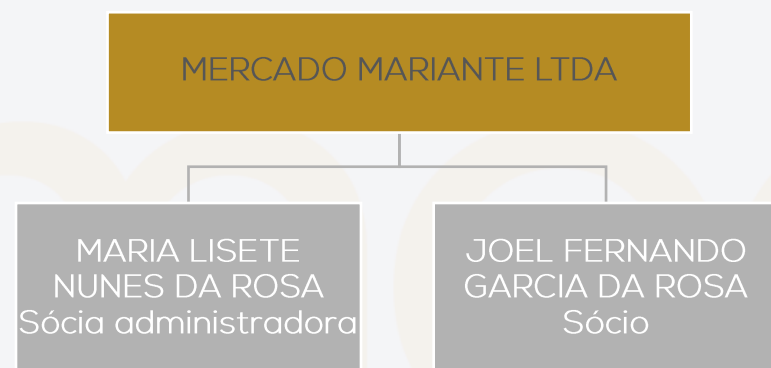 MERCADO MARIANTE LTDA
MARIA LISETE
NUNES DA ROSA
Sócia administradora
JOEL FERNANDO
GARCIA DA ROSA
Sócio